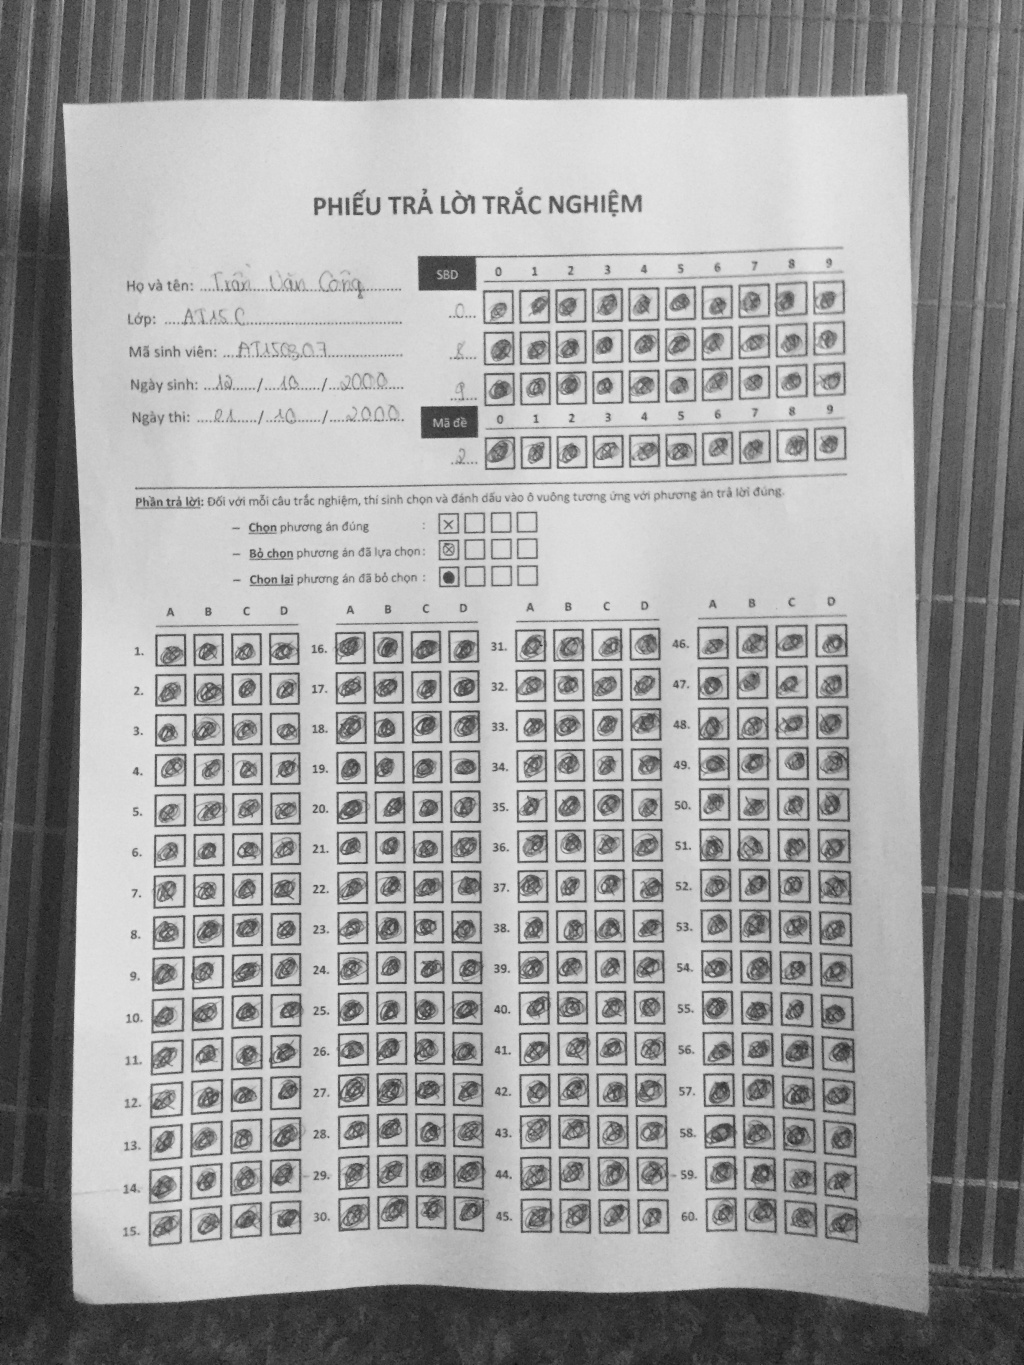 PHIẾU TRẢ LỜI TRẮC NGHIỆM
Họ và tên: Trần Văn Công
Lớp: AT15C
Mã sinh viên: AT150307
Ngày sinh: 12/10/2000
Ngày thi: 21/10/2000
SBD 0 1 2 3 4 5 6 7 8 9
0
8
9
Mã đề 0 1 2 3 4 5 6 7 8 9
2
Phần trả lời: Đối với mỗi câu trắc nghiệm, thí sinh chọn và đánh dấu vào ô vuông tương ứng với phương án trả lời đúng.
– Chọn phương án đúng :
– Bỏ chọn phương án đã lựa chọn:
– Chọn lại phương án đã bỏ chọn :
A B C D A B C D A B C D A B C D
1. 16. 31. 46.
2. 17. 32. 47.
3. 18. 33. 48.
4. 19. 34. 49.
5. 20. 35. 50.
6. 21. 36. 51.
7. 22. 37. 52.
8. 23. 38. 53.
9. 24. 39. 54.
10. 25. 40. 55.
11. 26. 41. 56.
12. 27. 42. 57.
13. 28. 43. 58.
14. 29. 44. 59.
15. 30. 45. 60.